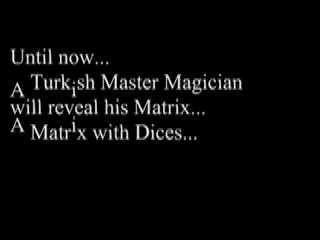 Until now...
A Turkish Master Magician
will reveal his Matrix...
A Matrix with Dices...